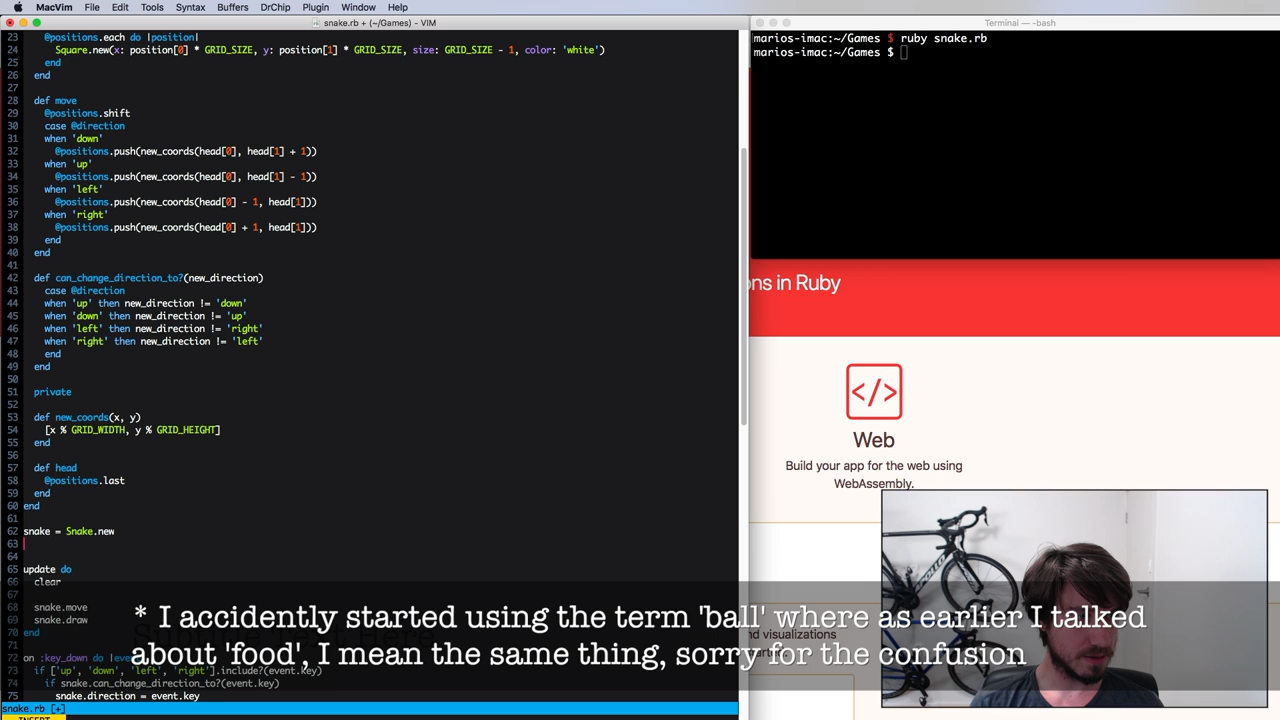 MacVim File Edit Tools Syntax Buffers DrChip Plugin Window Help
snake.rb + (~/Games) - VIM
23 positions.each do |position|
24 Square.new(x: position[0] * GRID_SIZE, y: position[1] * GRID_SIZE, size: GRID_SIZE - 1, color: 'white')
25 end
26 end
27
28 def move
29 @positions.shift
30 case @direction
31 when 'down'
32 @positions.push(new_coords(head[0], head[1] + 1))
33 when 'up'
34 @positions.push(new_coords(head[0], head[1] - 1))
35 when 'left'
36 @positions.push(new_coords(head[0] - 1, head[1]))
37 when 'right'
38 @positions.push(new_coords(head[0] + 1, head[1]))
39 end
40 end
41
42 def can_change_direction_to?(new_direction)
43 case @direction
44 when 'up' then new_direction != 'down'
45 when 'down' then new_direction != 'up'
46 when 'left' then new_direction != 'right'
47 when 'right' then new_direction != 'left'
48 end
49 end
50
51 private
52
53 def new_coords(x, y)
54 [x % GRID_WIDTH, y % GRID_HEIGHT]
55 end
56
57 def head
58 @positions.last
59 end
60 end
61
62 snake = Snake.new
63
64
65 update do
66 clear
68 snake.move
69 snake.draw
70 end
71
72 on :key_down do |event|
73 if ['up', 'down', 'left', 'right'].include?(event.key)
74 if snake.can_change_direction_to?(event.key)
75 snake.direction = event.key
snake.rb [+]
Terminal — -bash
marios-imac:~/Games $ ruby snake.rb
marios-imac:~/Games $
ons in Ruby
</>
Web
Build your app for the web using
WebAssembly.
nd visualizations
* I accidently started using the term 'ball' where as earlier I talked
about 'food', I mean the same thing, sorry for the confusion